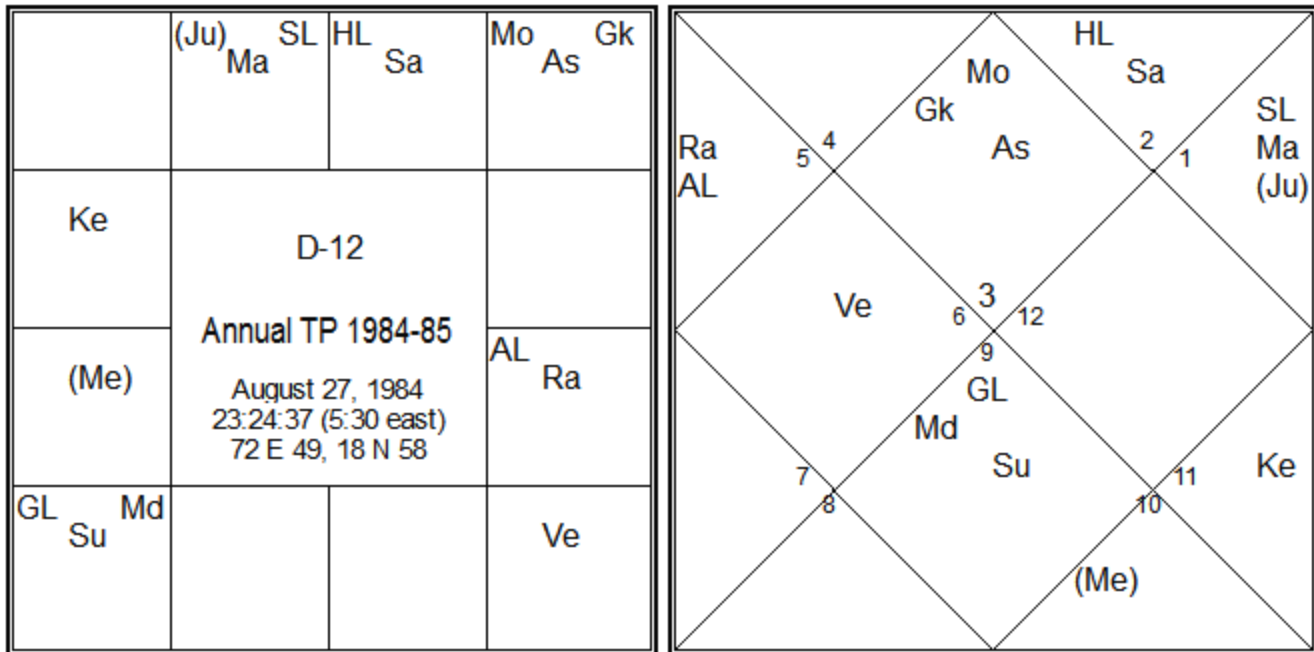 (Ju) SL
Ma
HL
Sa
Mo Gk
As
Ke
D-12
Annual TP 1984-85
August 27, 1984
23:24:37 (5:30 east)
72 E 49, 18 N 58
(Me)
AL
Ra
GL Md
Su
Ve
HL
Sa
Mo
Gk
As
SL
Ma
(Ju)
Ra
AL
5 4
2 1
Ve
6 3 12
9
GL
Md
Su
7
8
11
10
Ke
(Me)